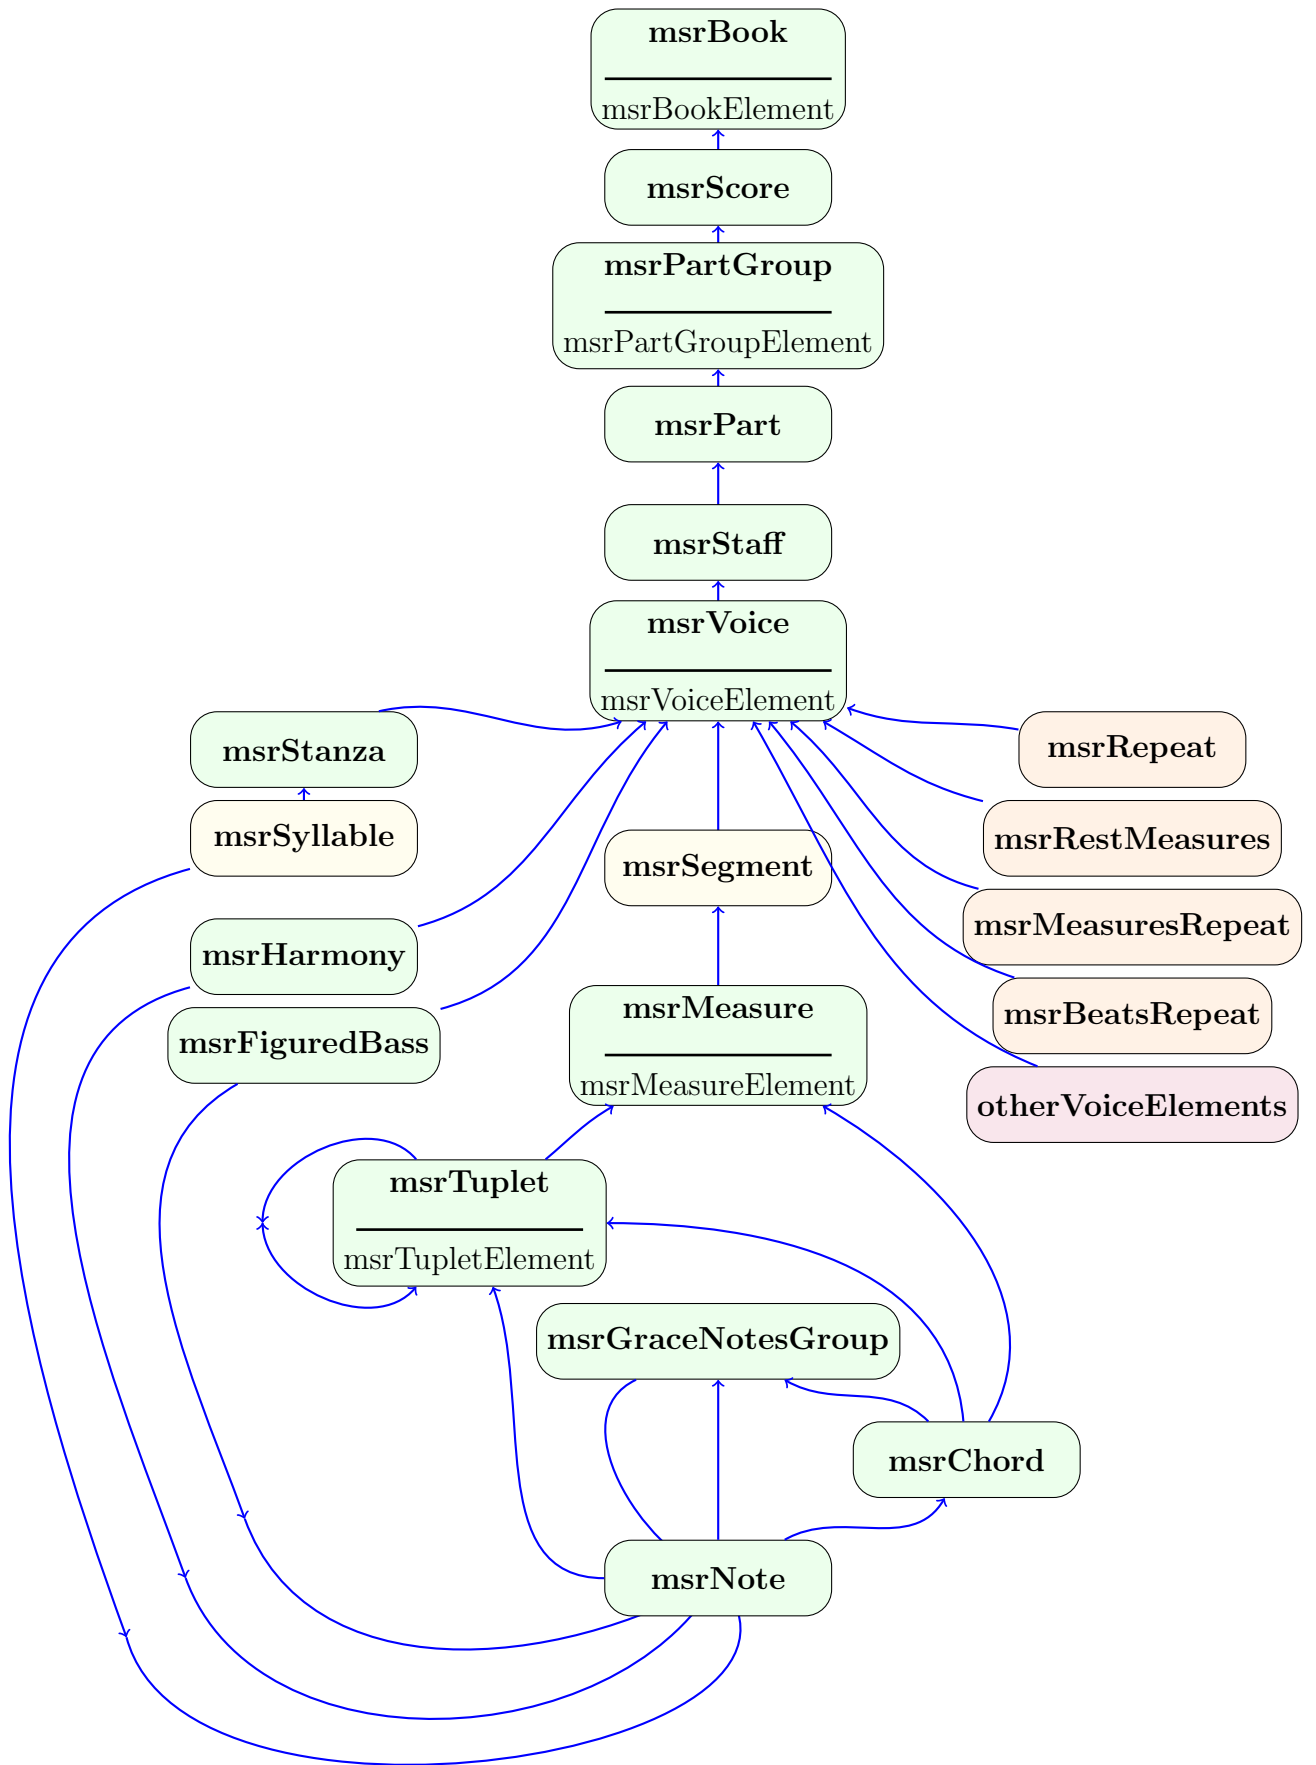 msrBook
msrBookElement
msrScore
msrPartGroup
msrPartGroupElement
msrPart
msrStaff
msrVoice
msrVoiceElement
msrStanza
msrRepeat
msrSyllable
msrRestMeasures
msrSegment
msrMeasuresRepeat
msrHarmony
msrBeatsRepeat
msrFiguredBass
msrMeasure
msrMeasureElement
otherVoiceElements
msrTuplet
msrTupletElement
msrGraceNotesGroup
msrChord
msrNote